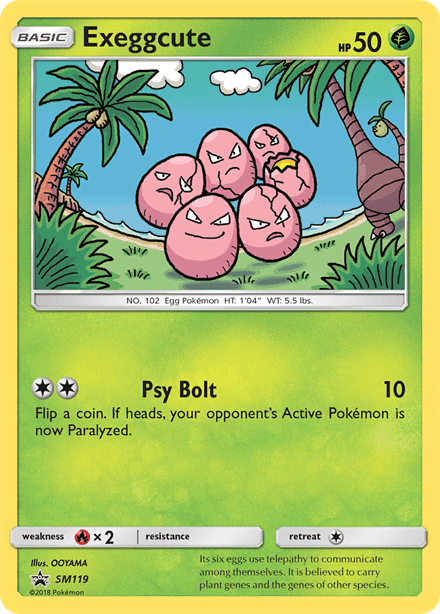 BASIC Exeggcute HP 50
NO. 102 Egg Pokémon HT: 1'04" WT: 5.5 lbs.
Psy Bolt 10
Flip a coin. If heads, your opponent's Active Pokémon is
now Paralyzed.
weakness × 2 resistance retreat
Illus. OOYAMA
Its six eggs use telepathy to communicate
among themselves. It is believed to carry
plant genes and the genes of other species.
SM119
©2018 Pokémon